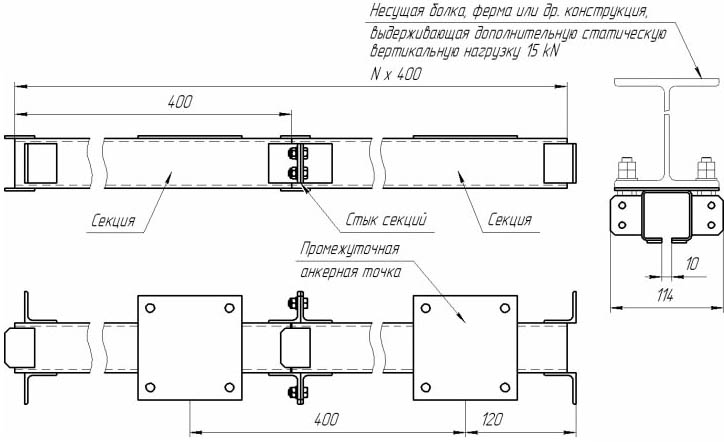 Несущая болка, ферма или др. конструкция,
выдерживающая дополнительную статическую
вертикальную нагрузку 15 kN
N x 400
400
Секция
Стык секций
Секция
Промежуточная
анкерная точка
10
114
400
120